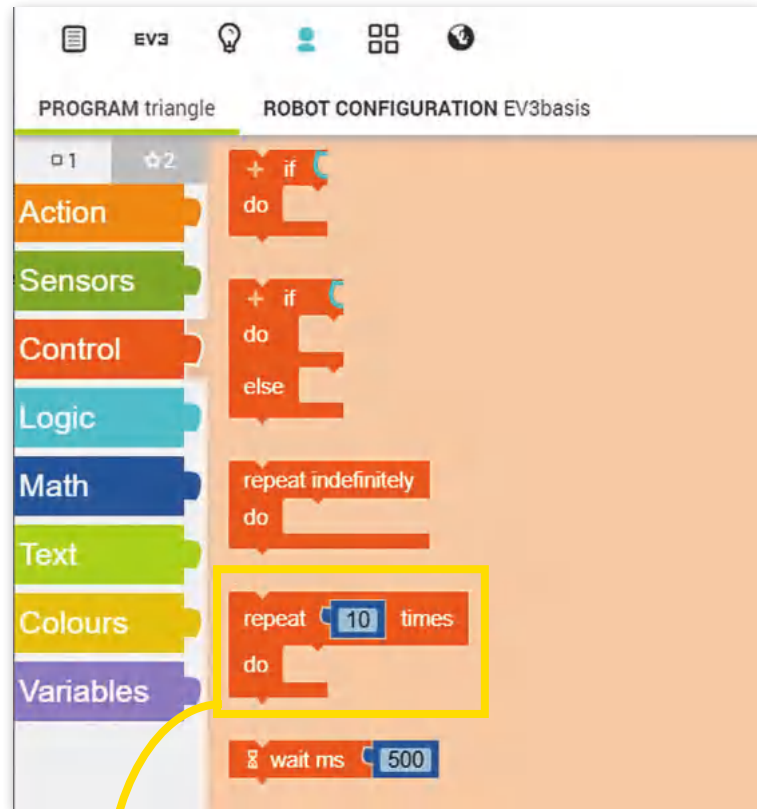 EV3
PROGRAM triangle
ROBOT CONFIGURATION EV3basis
1
2
Action
Sensors
Control
Logic
Math
Text
Colours
Variables
+ if
do
+ if
do
else
repeat indefinitely
do
repeat 10 times
do
wait ms 500